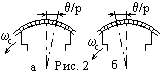 θ/p θ/p
ω ω
а Рис. 2 б